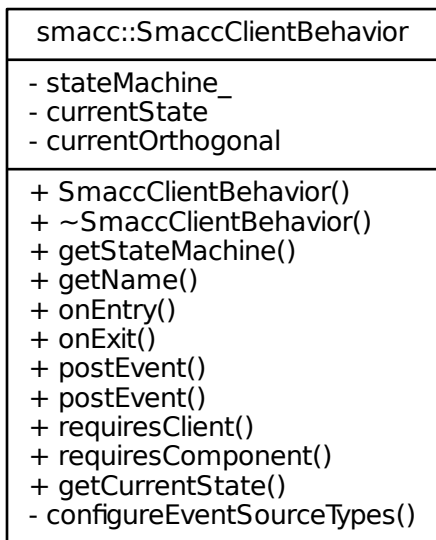 smacc::SmaccClientBehavior
- stateMachine_
- currentState
- currentOrthogonal
+ SmaccClientBehavior()
+ ~SmaccClientBehavior()
+ getStateMachine()
+ getName()
+ onEntry()
+ onExit()
+ postEvent()
+ postEvent()
+ requiresClient()
+ requiresComponent()
+ getCurrentState()
- configureEventSourceTypes()